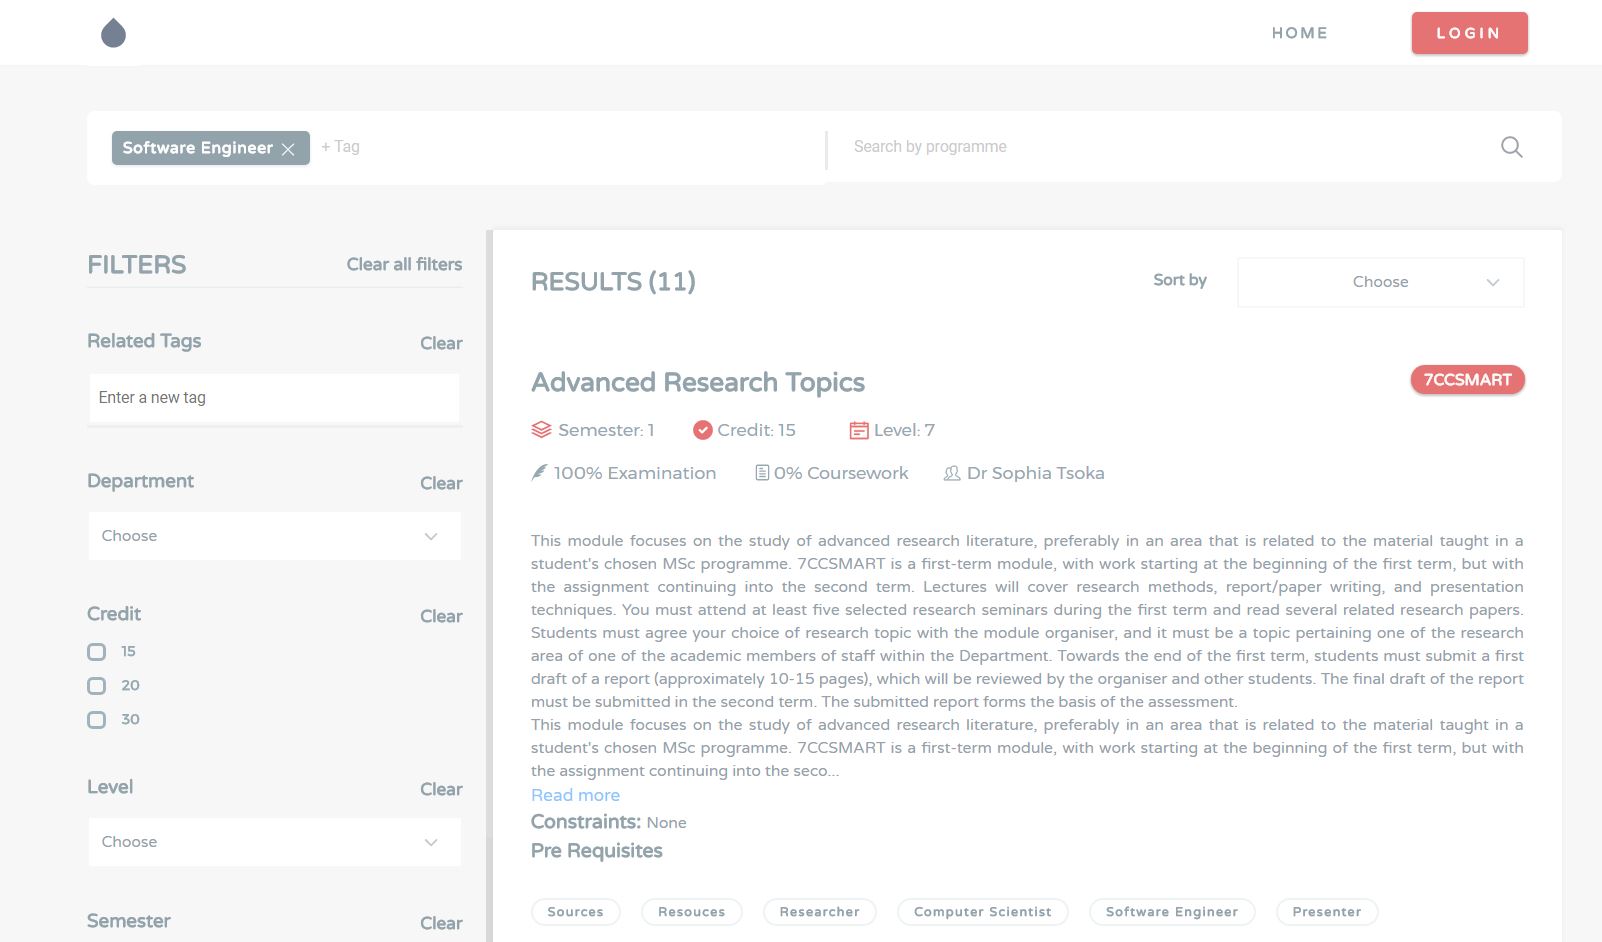 HOME
LOGIN
Software Engineer
+ Tag
Search by programme
FILTERS
Clear all filters
Related Tags
Clear
Enter a new tag
Department
Clear
Choose
Credit
Clear
15
20
30
Level
Clear
Choose
Semester
Clear
RESULTS (11)
Sort by
Choose
Advanced Research Topics
7CCSMART
Semester: 1
Credit: 15
Level: 7
100% Examination
0% Coursework
Dr Sophia Tsoka
This module focuses on the study of advanced research literature, preferably in an area that is related to the material taught in a
student's chosen MSc programme. 7CCSMART is a first-term module, with work starting at the beginning of the first term, but with
the assignment continuing into the second term. Lectures will cover research methods, report/paper writing, and presentation
techniques. You must attend at least five selected research seminars during the first term and read several related research papers.
Students must agree your choice of research topic with the module organiser, and it must be a topic pertaining one of the research
area of one of the academic members of staff within the Department. Towards the end of the first term, students must submit a first
draft of a report (approximately 10-15 pages), which will be reviewed by the organiser and other students. The final draft of the report
must be submitted in the second term. The submitted report forms the basis of the assessment.
This module focuses on the study of advanced research literature, preferably in an area that is related to the material taught in a
student's chosen MSc programme. 7CCSMART is a first-term module, with work starting at the beginning of the first term, but with
the assignment continuing into the seco...
Read more
Constraints: None
Pre Requisites
Sources
Resouces
Researcher
Computer Scientist
Software Engineer
Presenter